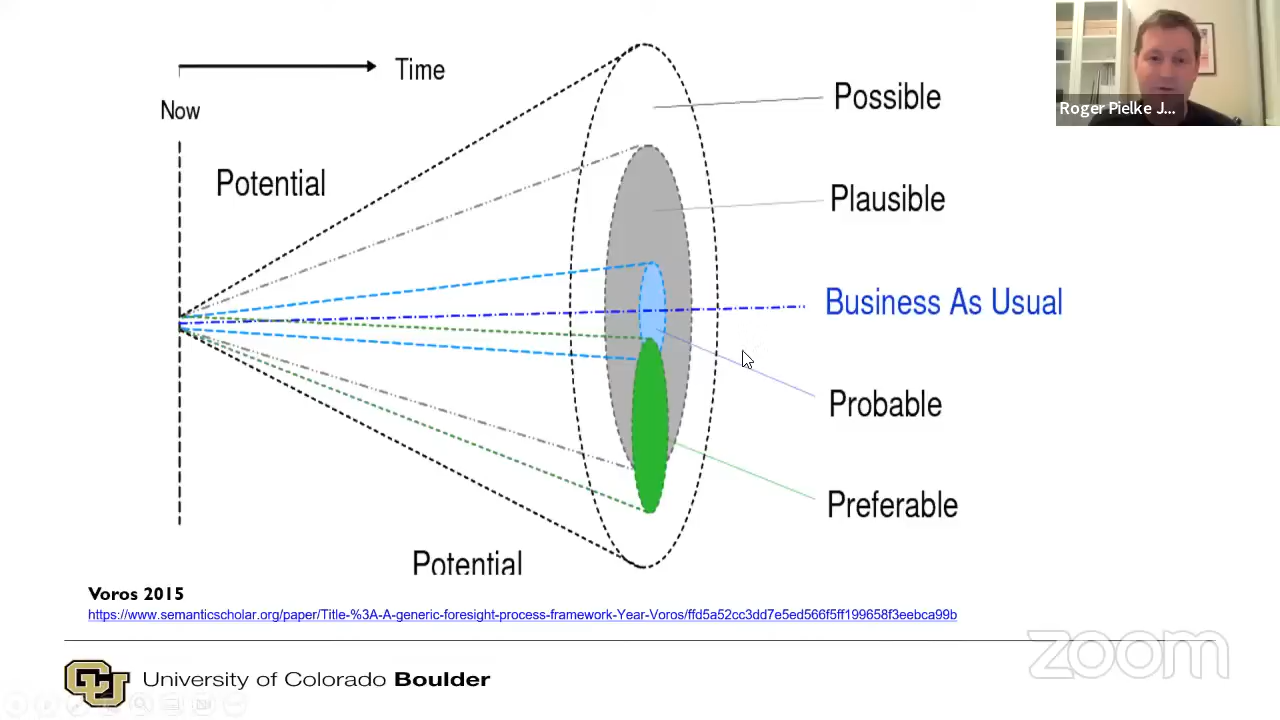 Time
Now
Potential
Possible
Plausible
Business As Usual
Probable
Preferable
Potential
Roger Pielke J...
Voros 2015
https://www.semanticscholar.org/paper/Title-%3A-A-generic-foresight-process-framework-Year-Voros/ffd5a52cc3dd7e5ed566f5ff199658f3eebca99b
CU
University of Colorado Boulder
zoom